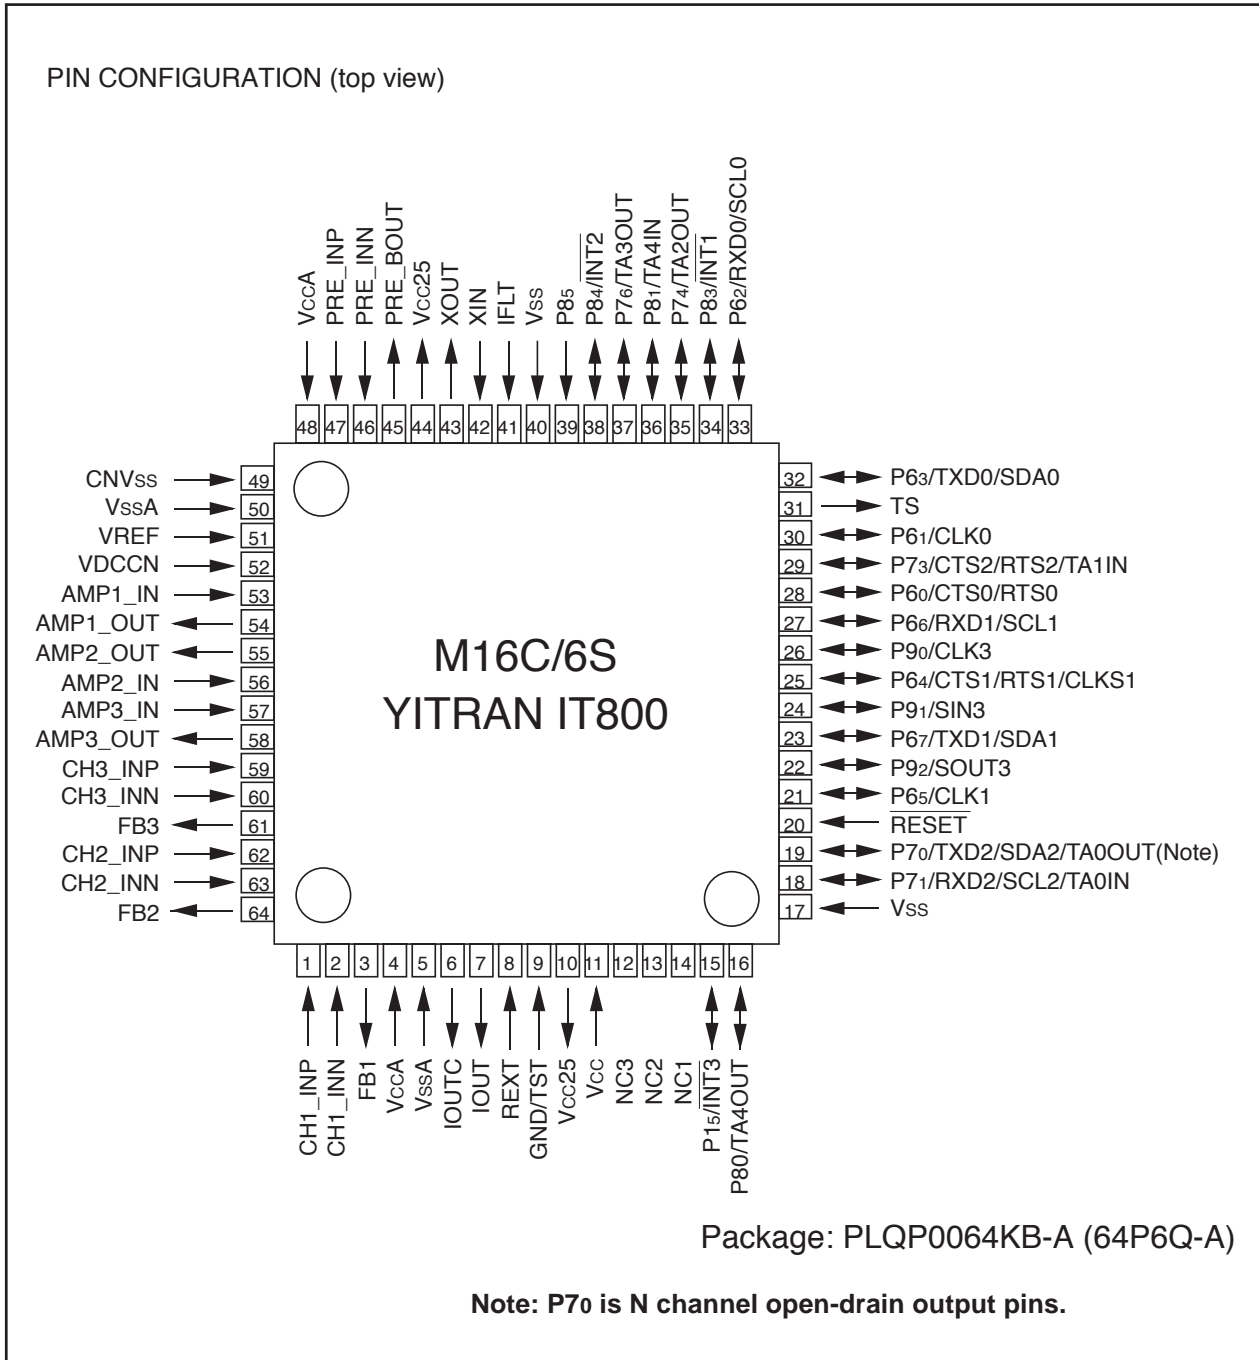 PIN CONFIGURATION (top view)
VccA
PRE_INP
PRE_INN
PRE_BOUT
Vcc25
XOUT
XIN
IFLT
Vss
P85
P84/INT2
P76/TA3OUT
P81/TA4IN
P74/TA2OUT
P83/INT1
P62/RXD0/SCL0
48 47 46 45 44 43 42 41 40 39 38 37 36 35 34 33
CNVss 49
VssA 50
VREF 51
VDCCN 52
AMP1_IN 53
AMP1_OUT 54
AMP2_OUT 55
AMP2_IN 56
AMP3_IN 57
AMP3_OUT 58
CH3_INP 59
CH3_INN 60
FB3 61
CH2_INP 62
CH2_INN 63
FB2 64
M16C/6S
YITRAN IT800
32 P63/TXD0/SDA0
31 TS
30 P61/CLK0
29 P73/CTS2/RTS2/TA1IN
28 P60/CTS0/RTS0
27 P66/RXD1/SCL1
26 P90/CLK3
25 P64/CTS1/RTS1/CLKS1
24 P91/SIN3
23 P67/TXD1/SDA1
22 P92/SOUT3
21 P65/CLK1
20 RESET
19 P70/TXD2/SDA2/TA0OUT(Note)
18 P71/RXD2/SCL2/TA0IN
17 Vss
1 2 3 4 5 6 7 8 9 10 11 12 13 14 15 16
CH1_INP
CH1_INN
FB1
VccA
VssA
IOUTC
IOUT
REXT
GND/TST
Vcc25
Vcc
NC3
NC2
NC1
P15/INT3
P80/TA4OUT
Package: PLQP0064KB-A (64P6Q-A)
Note: P70 is N channel open-drain output pins.